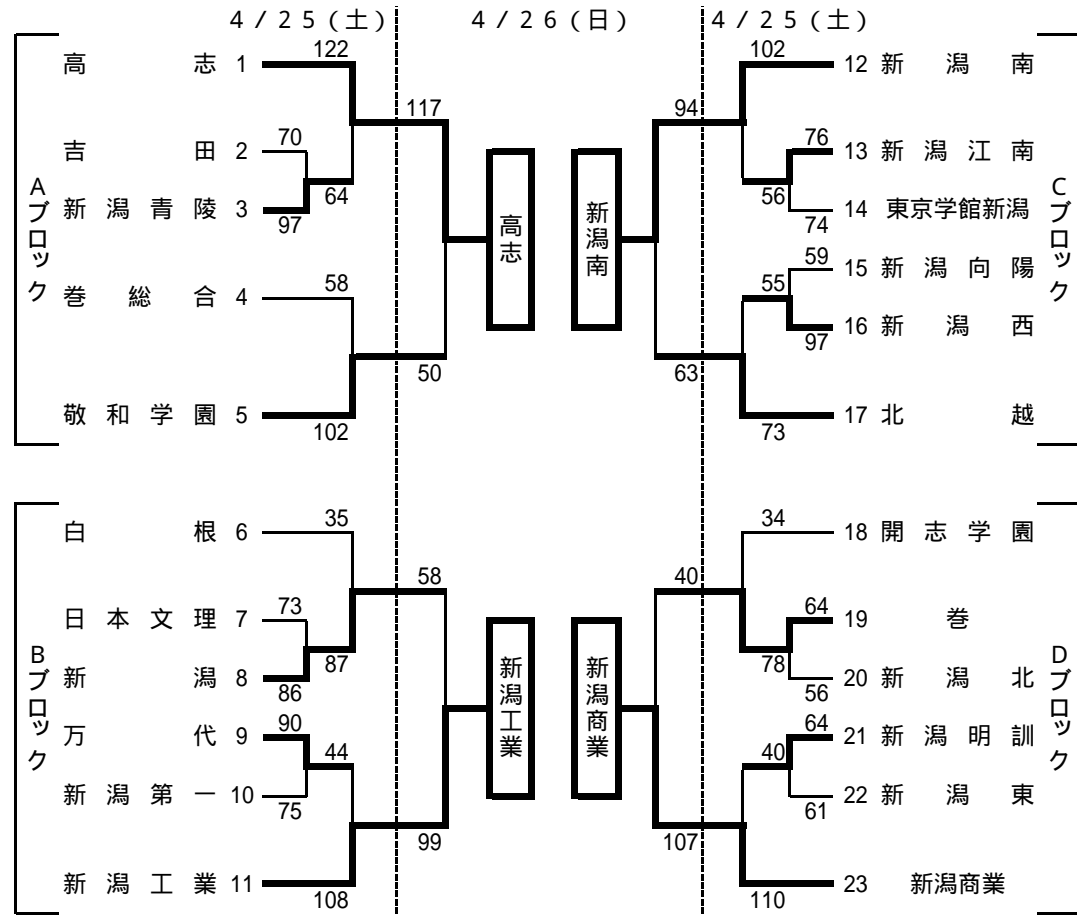 4/25(土) 4/26(日) 4/25(土)
Aブロック
高志 1 122
117
吉田 2 70
64
新潟青陵 3 97
巻総合 4 58
50
敬和学園 5 102
高志
Bブロック
白根 6 35
58
日本文理 7 73
87
新潟 8 86
万代 9 90
44
新潟第一 10 75
99
新潟工業 11 108
新潟工業
Cブロック
102 12 新潟南
94
76 13 新潟江南
56
74 14 東京学館新潟
59 15 新潟向陽
55
97 16 新潟西
63
73 17 北越
新潟南
Dブロック
34 18 開志学園
40
64 19 巻
78
56 20 新潟北
64 21 新潟明訓
40
61 22 新潟東
107
110 23 新潟商業
新潟商業